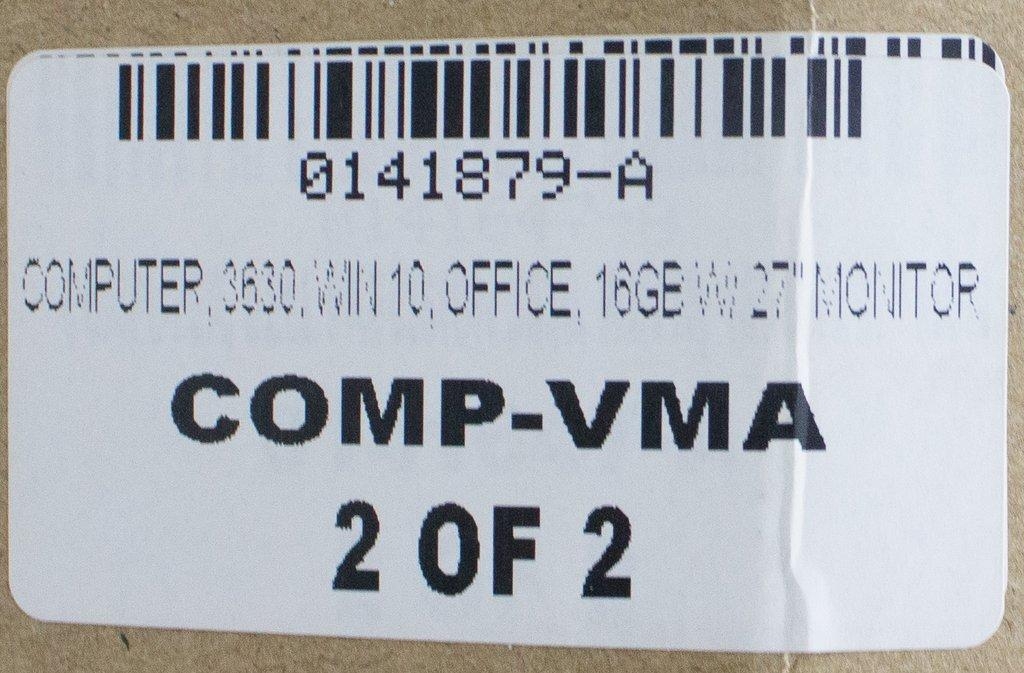 0141879-A
COMPUTER, 3630, WIN 10, OFFICE, 16GB W/ 27" MONITOR
COMP-VMA
2 OF 2